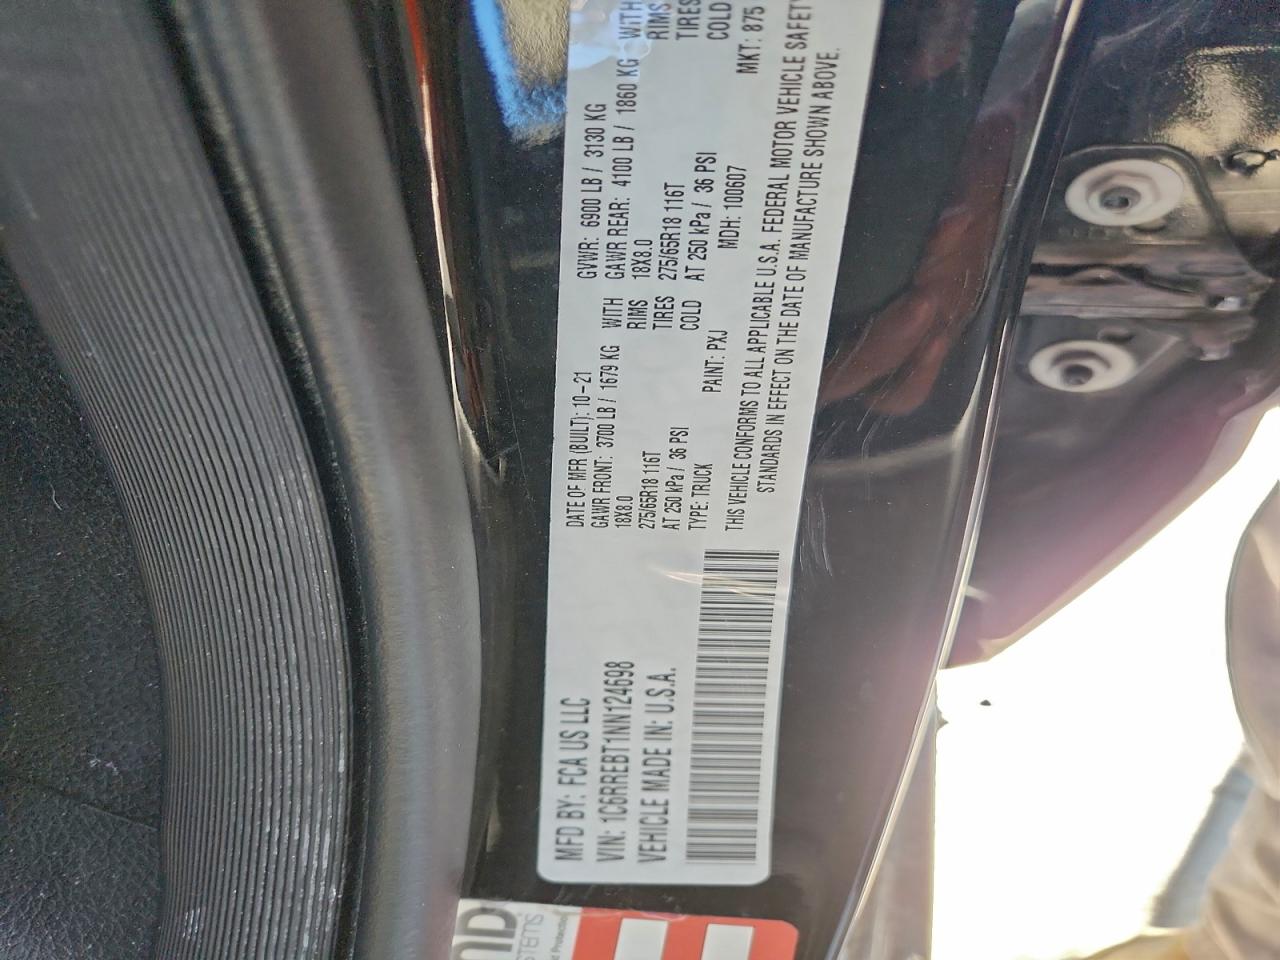 MFD BY: FCA US LLC
VIN: 1C6RREBT1NN124698
VEHICLE MADE IN: U.S.A.
DATE OF MFR (BUILT): 10-21
GVWR: 6900 LB / 3130 KG
GAWR FRONT: 3700 LB / 1679 KG WITH
18X8.0 RIMS
275/65R18 116T TIRES
AT 250 kPa / 36 PSI COLD
GAWR REAR: 4100 LB / 1860 KG WITH
18X8.0 RIMS
275/65R18 116T TIRES
AT 250 kPa / 36 PSI COLD
TYPE: TRUCK PAINT: PXJ MDH: 100607 MKT: 875
THIS VEHICLE CONFORMS TO ALL APPLICABLE U.S.A. FEDERAL MOTOR VEHICLE SAFETY
STANDARDS IN EFFECT ON THE DATE OF MANUFACTURE SHOWN ABOVE.